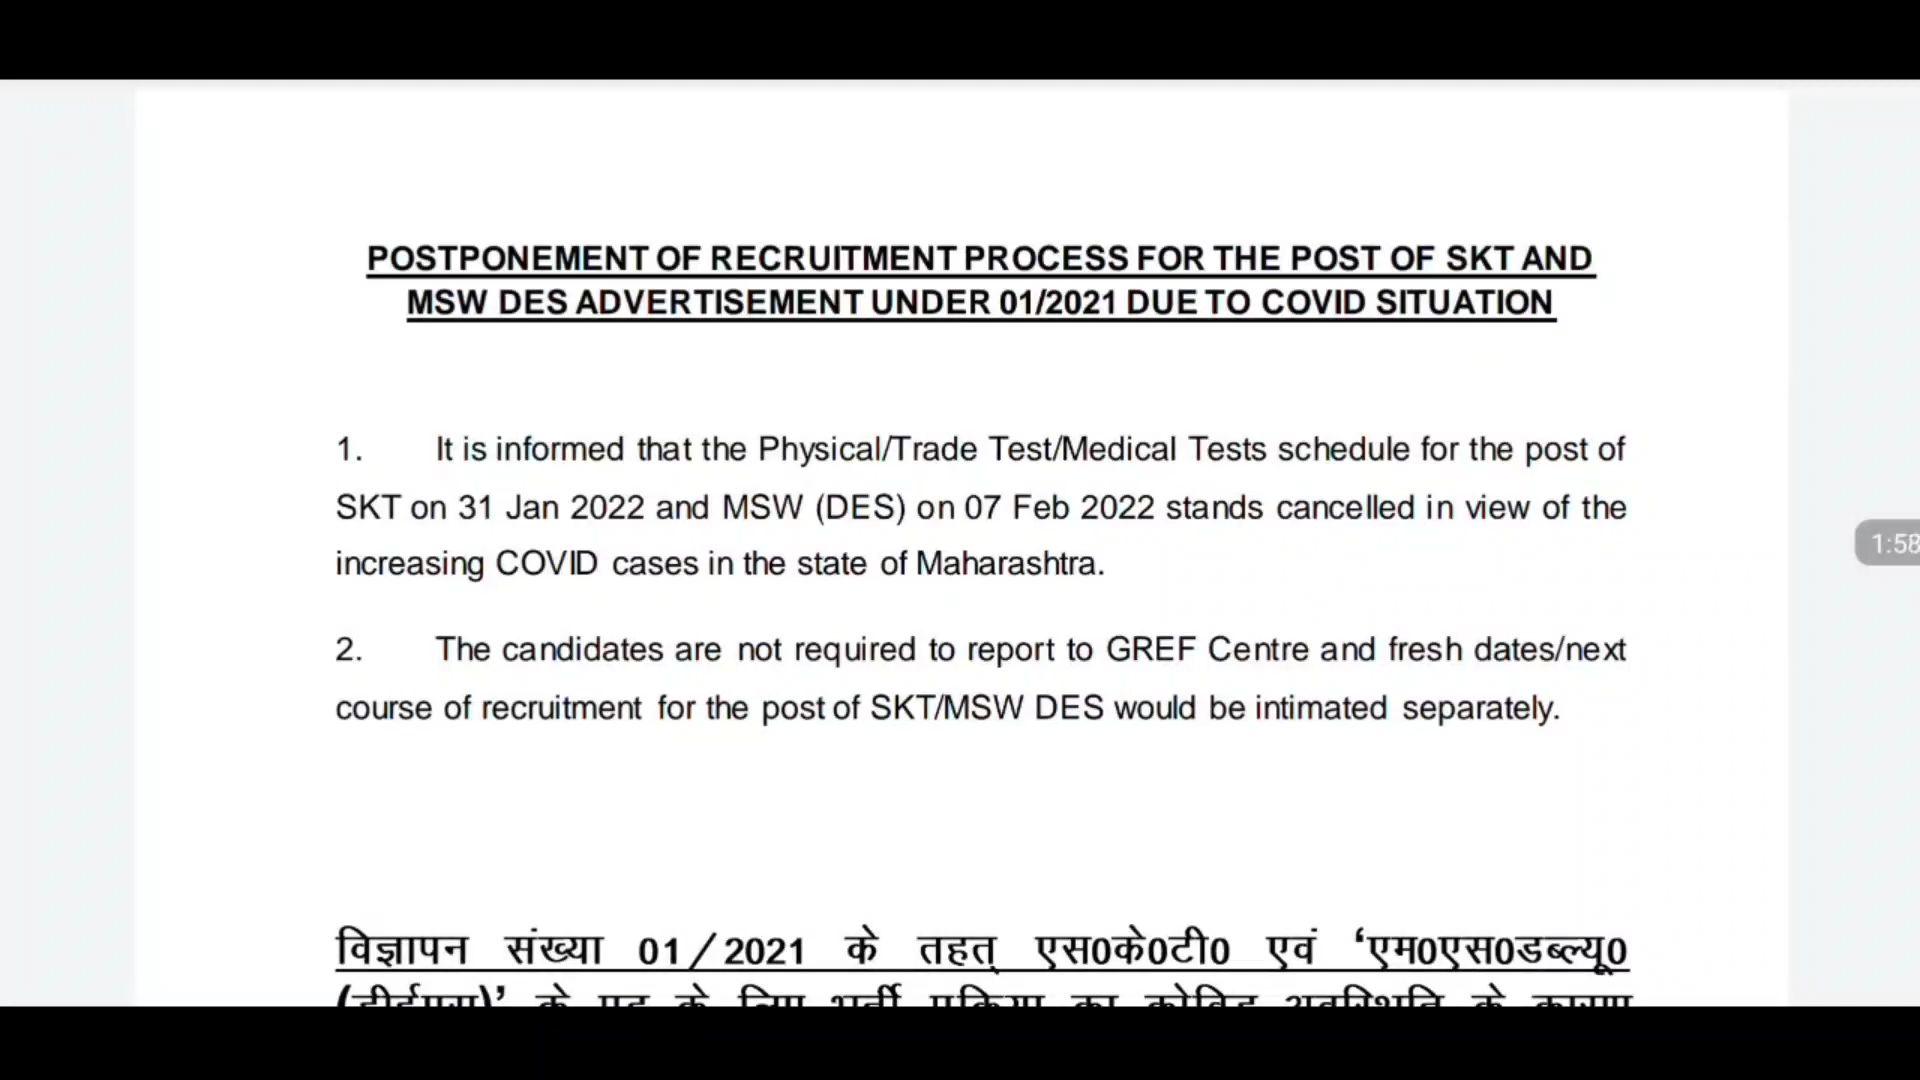 POSTPONEMENT OF RECRUITMENT PROCESS FOR THE POST OF SKT AND
MSW DES ADVERTISEMENT UNDER 01/2021 DUE TO COVID SITUATION
1. It is informed that the Physical/Trade Test/Medical Tests schedule for the post of
SKT on 31 Jan 2022 and MSW (DES) on 07 Feb 2022 stands cancelled in view of the
increasing COVID cases in the state of Maharashtra.
1:58
2. The candidates are not required to report to GREF Centre and fresh dates/next
course of recruitment for the post of SKT/MSW DES would be intimated separately.
विज्ञापन संख्या 01/2021 के तहत् एस0के0टी0 एवं ‘एम0एस0डब्ल्यू0
के पद के लिए भर्ती प्रक्रिया का कोविड के कारण